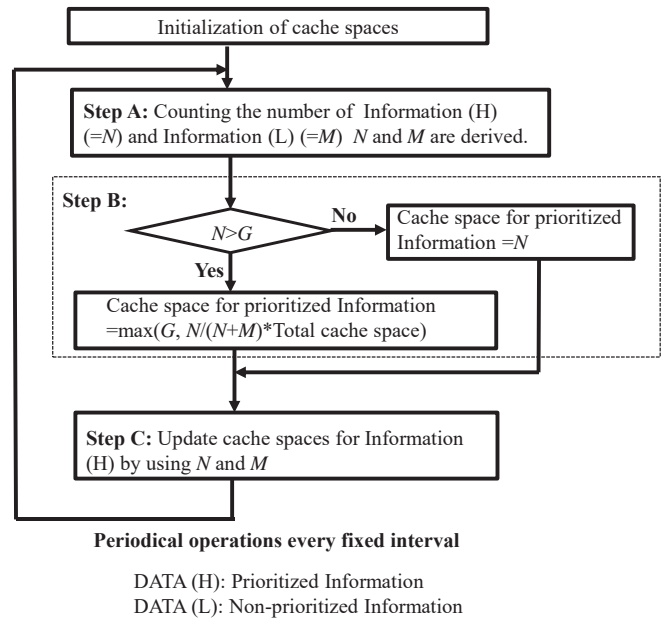 Initialization of cache spaces
Step A: Counting the number of Information (H)
(=N) and Information (L) (=M) N and M are derived.
Step B:
N>G
No
Cache space for prioritized
Information =N
Yes
Cache space for prioritized Information
=max(G, N/(N+M)*Total cache space)
Step C: Update cache spaces for Information
(H) by using N and M
Periodical operations every fixed interval
DATA (H): Prioritized Information
DATA (L): Non-prioritized Information